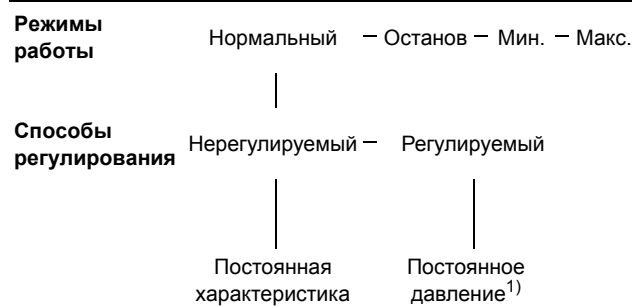 Режимы
работы
Нормальный – Останов – Мин. – Макс.
Способы
регулирования
Нерегулируемый – Регулируемый
Постоянная Постоянное
характеристика давление1)